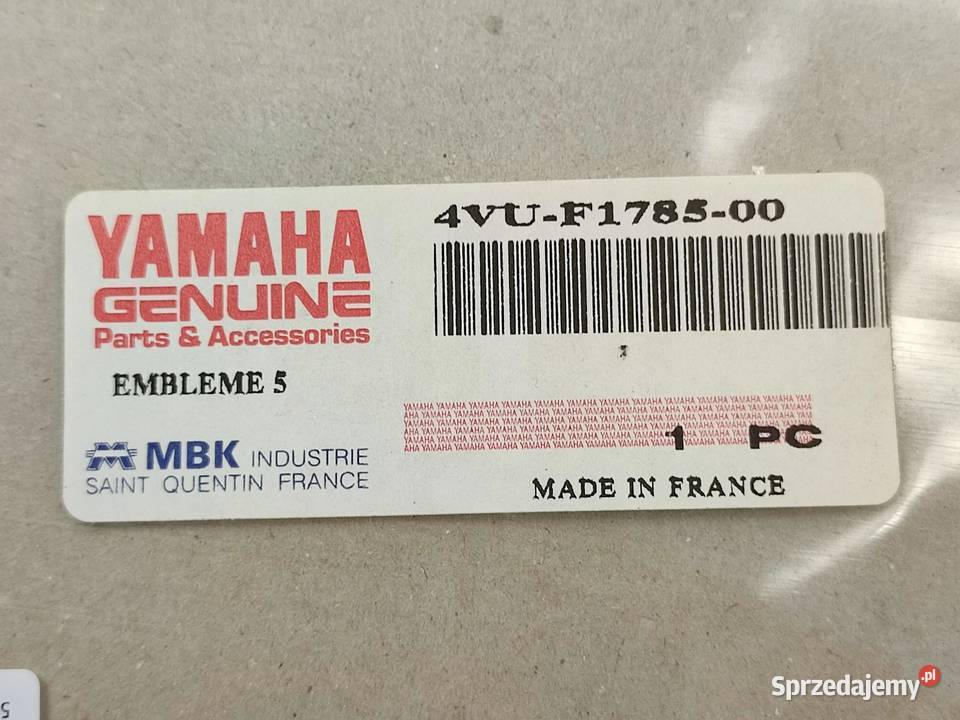 YAMAHA
GENUINE
Parts & Accessories
EMBLEME 5
MBK INDUSTRIE
SAINT QUENTIN FRANCE
4VU-F1785-00
1 PC
MADE IN FRANCE
Sprzedajemy.pl